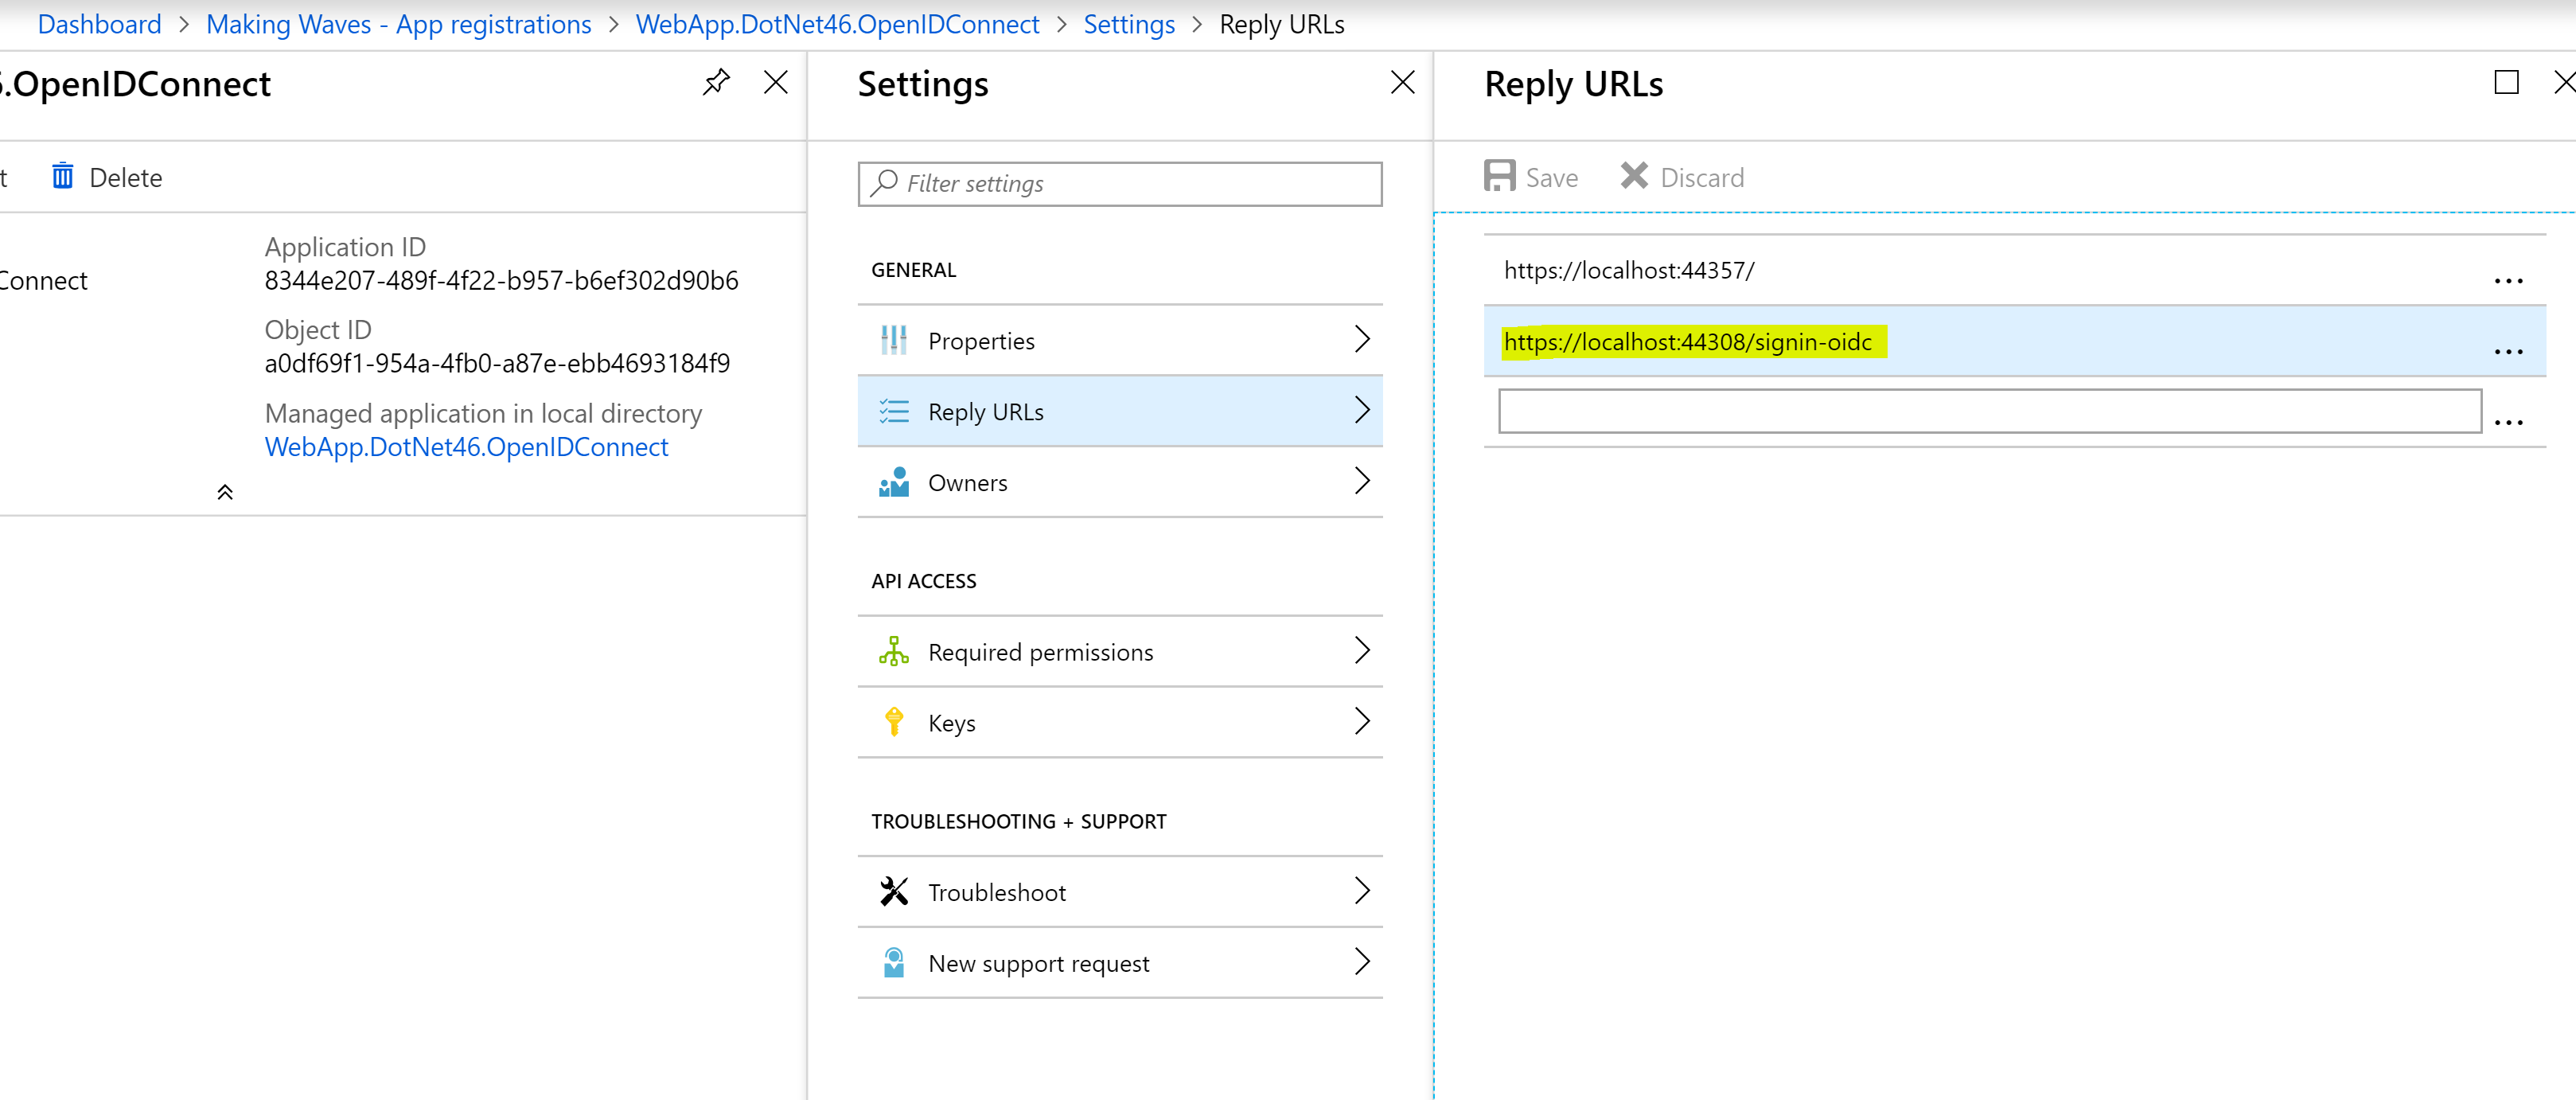 Dashboard > Making Waves - App registrations > WebApp.DotNet46.OpenIDConnect > Settings > Reply URLs
.OpenIDConnect
Delete
Application ID
Connect
8344e207-489f-4f22-b957-b6ef302d90b6
Object ID
a0df69f1-954a-4fb0-a87e-ebb4693184f9
Managed application in local directory
WebApp.DotNet46.OpenIDConnect
Settings
Filter settings
GENERAL
Properties
Reply URLs
Owners
API ACCESS
Required permissions
Keys
TROUBLESHOOTING + SUPPORT
Troubleshoot
New support request
Reply URLs
Save
Discard
https://localhost:44357/
...
https://localhost:44308/signin-oidc
...
...